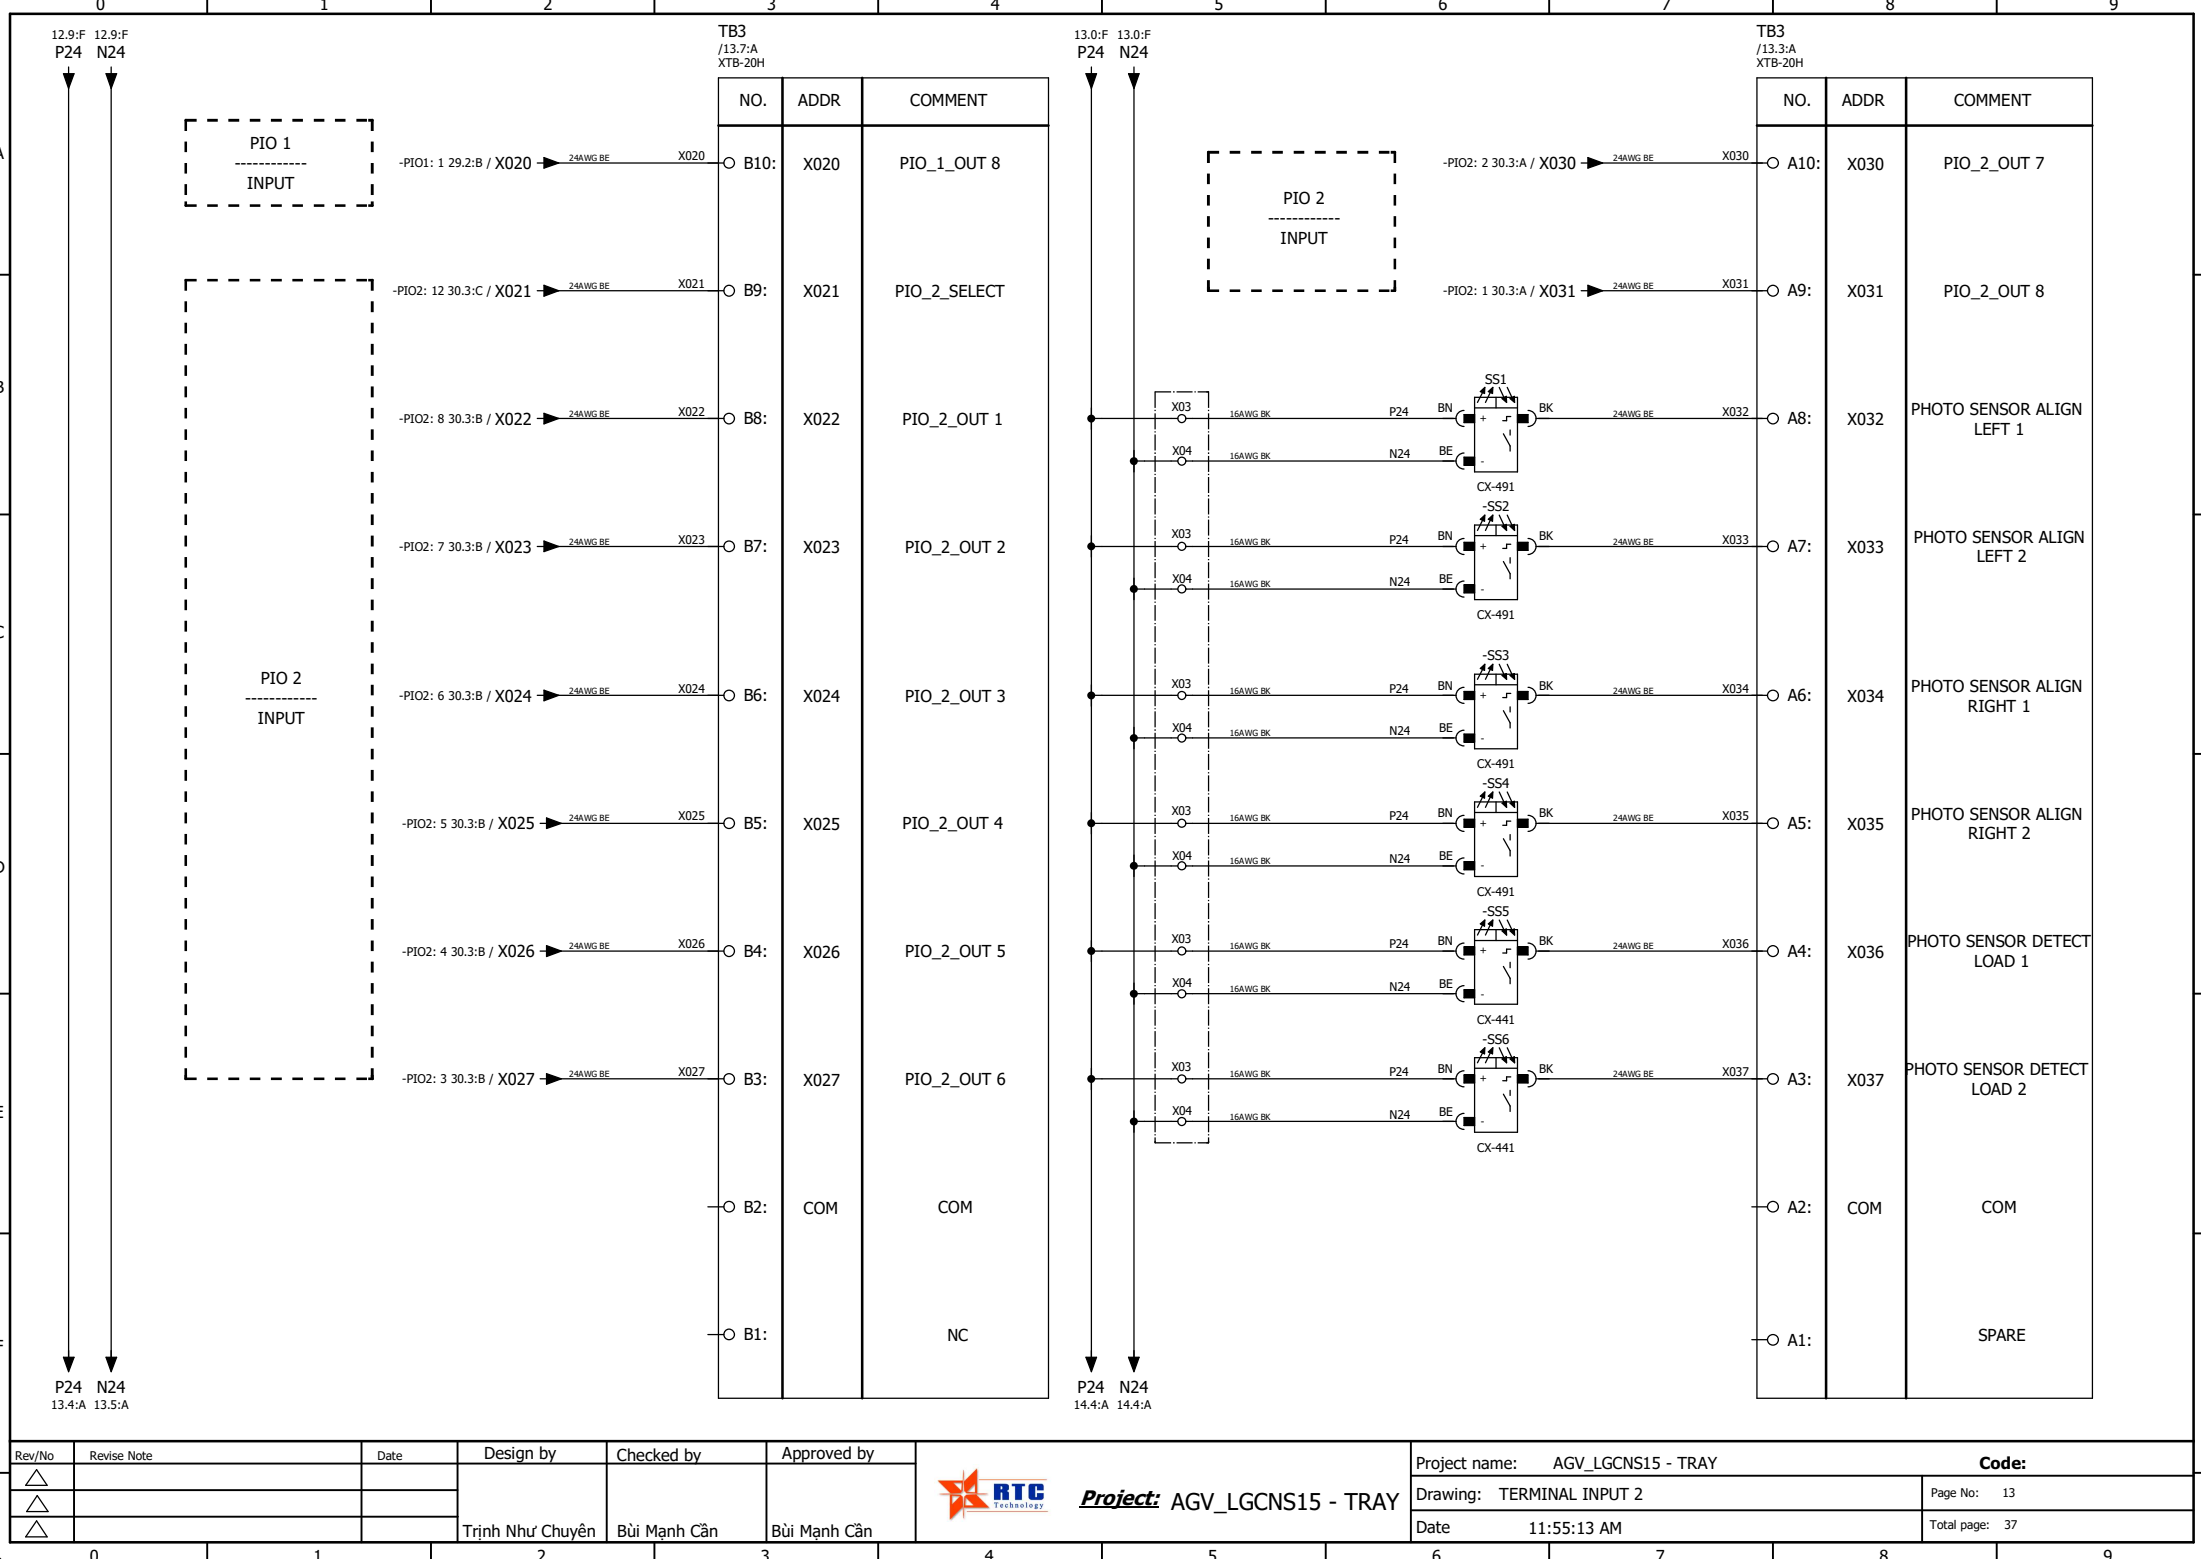 0 1 2 3 4 5 6 7 8 9
12.9:F 12.9:F
P24 N24
TB3
/13.7:A
XTB-20H
NO. ADDR COMMENT
PIO 1
------------
INPUT
-PIO1: 1 29.2:B / X020 24AWG BE X020 B10: X020 PIO_1_OUT 8
-PIO2: 12 30.3:C / X021 24AWG BE X021 B9: X021 PIO_2_SELECT
-PIO2: 8 30.3:B / X022 24AWG BE X022 B8: X022 PIO_2_OUT 1
-PIO2: 7 30.3:B / X023 24AWG BE X023 B7: X023 PIO_2_OUT 2
PIO 2
------------
INPUT
-PIO2: 6 30.3:B / X024 24AWG BE X024 B6: X024 PIO_2_OUT 3
-PIO2: 5 30.3:B / X025 24AWG BE X025 B5: X025 PIO_2_OUT 4
-PIO2: 4 30.3:B / X026 24AWG BE X026 B4: X026 PIO_2_OUT 5
-PIO2: 3 30.3:B / X027 24AWG BE X027 B3: X027 PIO_2_OUT 6
B2: COM COM
B1: NC
P24 N24
13.4:A 13.5:A
13.0:F 13.0:F
P24 N24
TB3
/13.3:A
XTB-20H
NO. ADDR COMMENT
PIO 2
------------
INPUT
-PIO2: 2 30.3:A / X030 24AWG BE X030 A10: X030 PIO_2_OUT 7
-PIO2: 1 30.3:A / X031 24AWG BE X031 A9: X031 PIO_2_OUT 8
SS1
X03 16AWG BK P24 BN + BK 24AWG BE X032 A8: X032 PHOTO SENSOR ALIGN
LEFT 1
X04 16AWG BK N24 BE -
CX-491
-SS2
X03 16AWG BK P24 BN + BK 24AWG BE X033 A7: X033 PHOTO SENSOR ALIGN
LEFT 2
X04 16AWG BK N24 BE -
CX-491
-SS3
X03 16AWG BK P24 BN + BK 24AWG BE X034 A6: X034 PHOTO SENSOR ALIGN
RIGHT 1
X04 16AWG BK N24 BE -
CX-491
-SS4
X03 16AWG BK P24 BN + BK 24AWG BE X035 A5: X035 PHOTO SENSOR ALIGN
RIGHT 2
X04 16AWG BK N24 BE -
CX-491
-SS5
X03 16AWG BK P24 BN + BK 24AWG BE X036 A4: X036 PHOTO SENSOR DETECT
LOAD 1
X04 16AWG BK N24 BE -
CX-441
-SS6
X03 16AWG BK P24 BN + BK 24AWG BE X037 A3: X037 PHOTO SENSOR DETECT
LOAD 2
X04 16AWG BK N24 BE -
CX-441
A2: COM COM
A1: SPARE
P24 N24
14.4:A 14.4:A
Rev/No Revise Note Date Design by Checked by Approved by
Trịnh Như Chuyên Bùi Mạnh Cần Bùi Mạnh Cần
RTC
Technology
Project: AGV_LGCNS15 - TRAY
Project name: AGV_LGCNS15 - TRAY Code:
Drawing: TERMINAL INPUT 2 Page No: 13
Date 11:55:13 AM Total page: 37
0 1 2 3 4 5 6 7 8 9